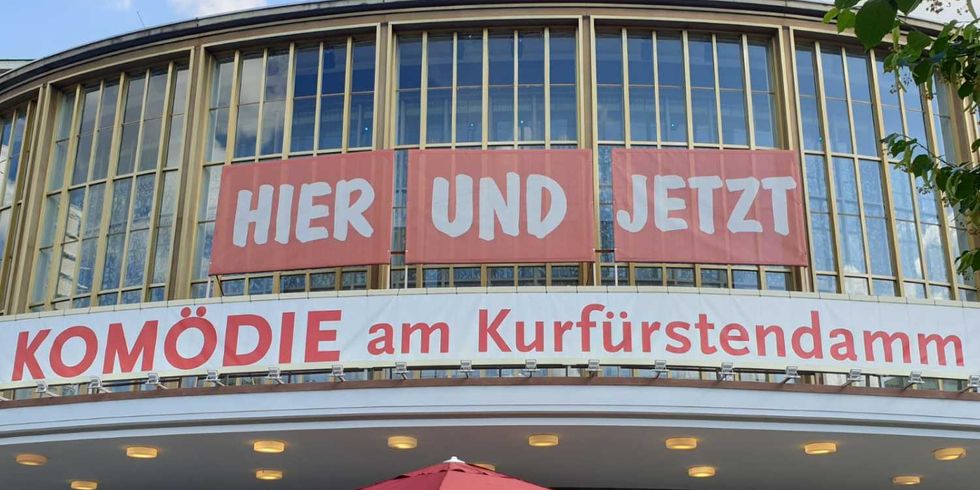 HIER UND JETZT
KOMÖDIE am Kurfürstendamm